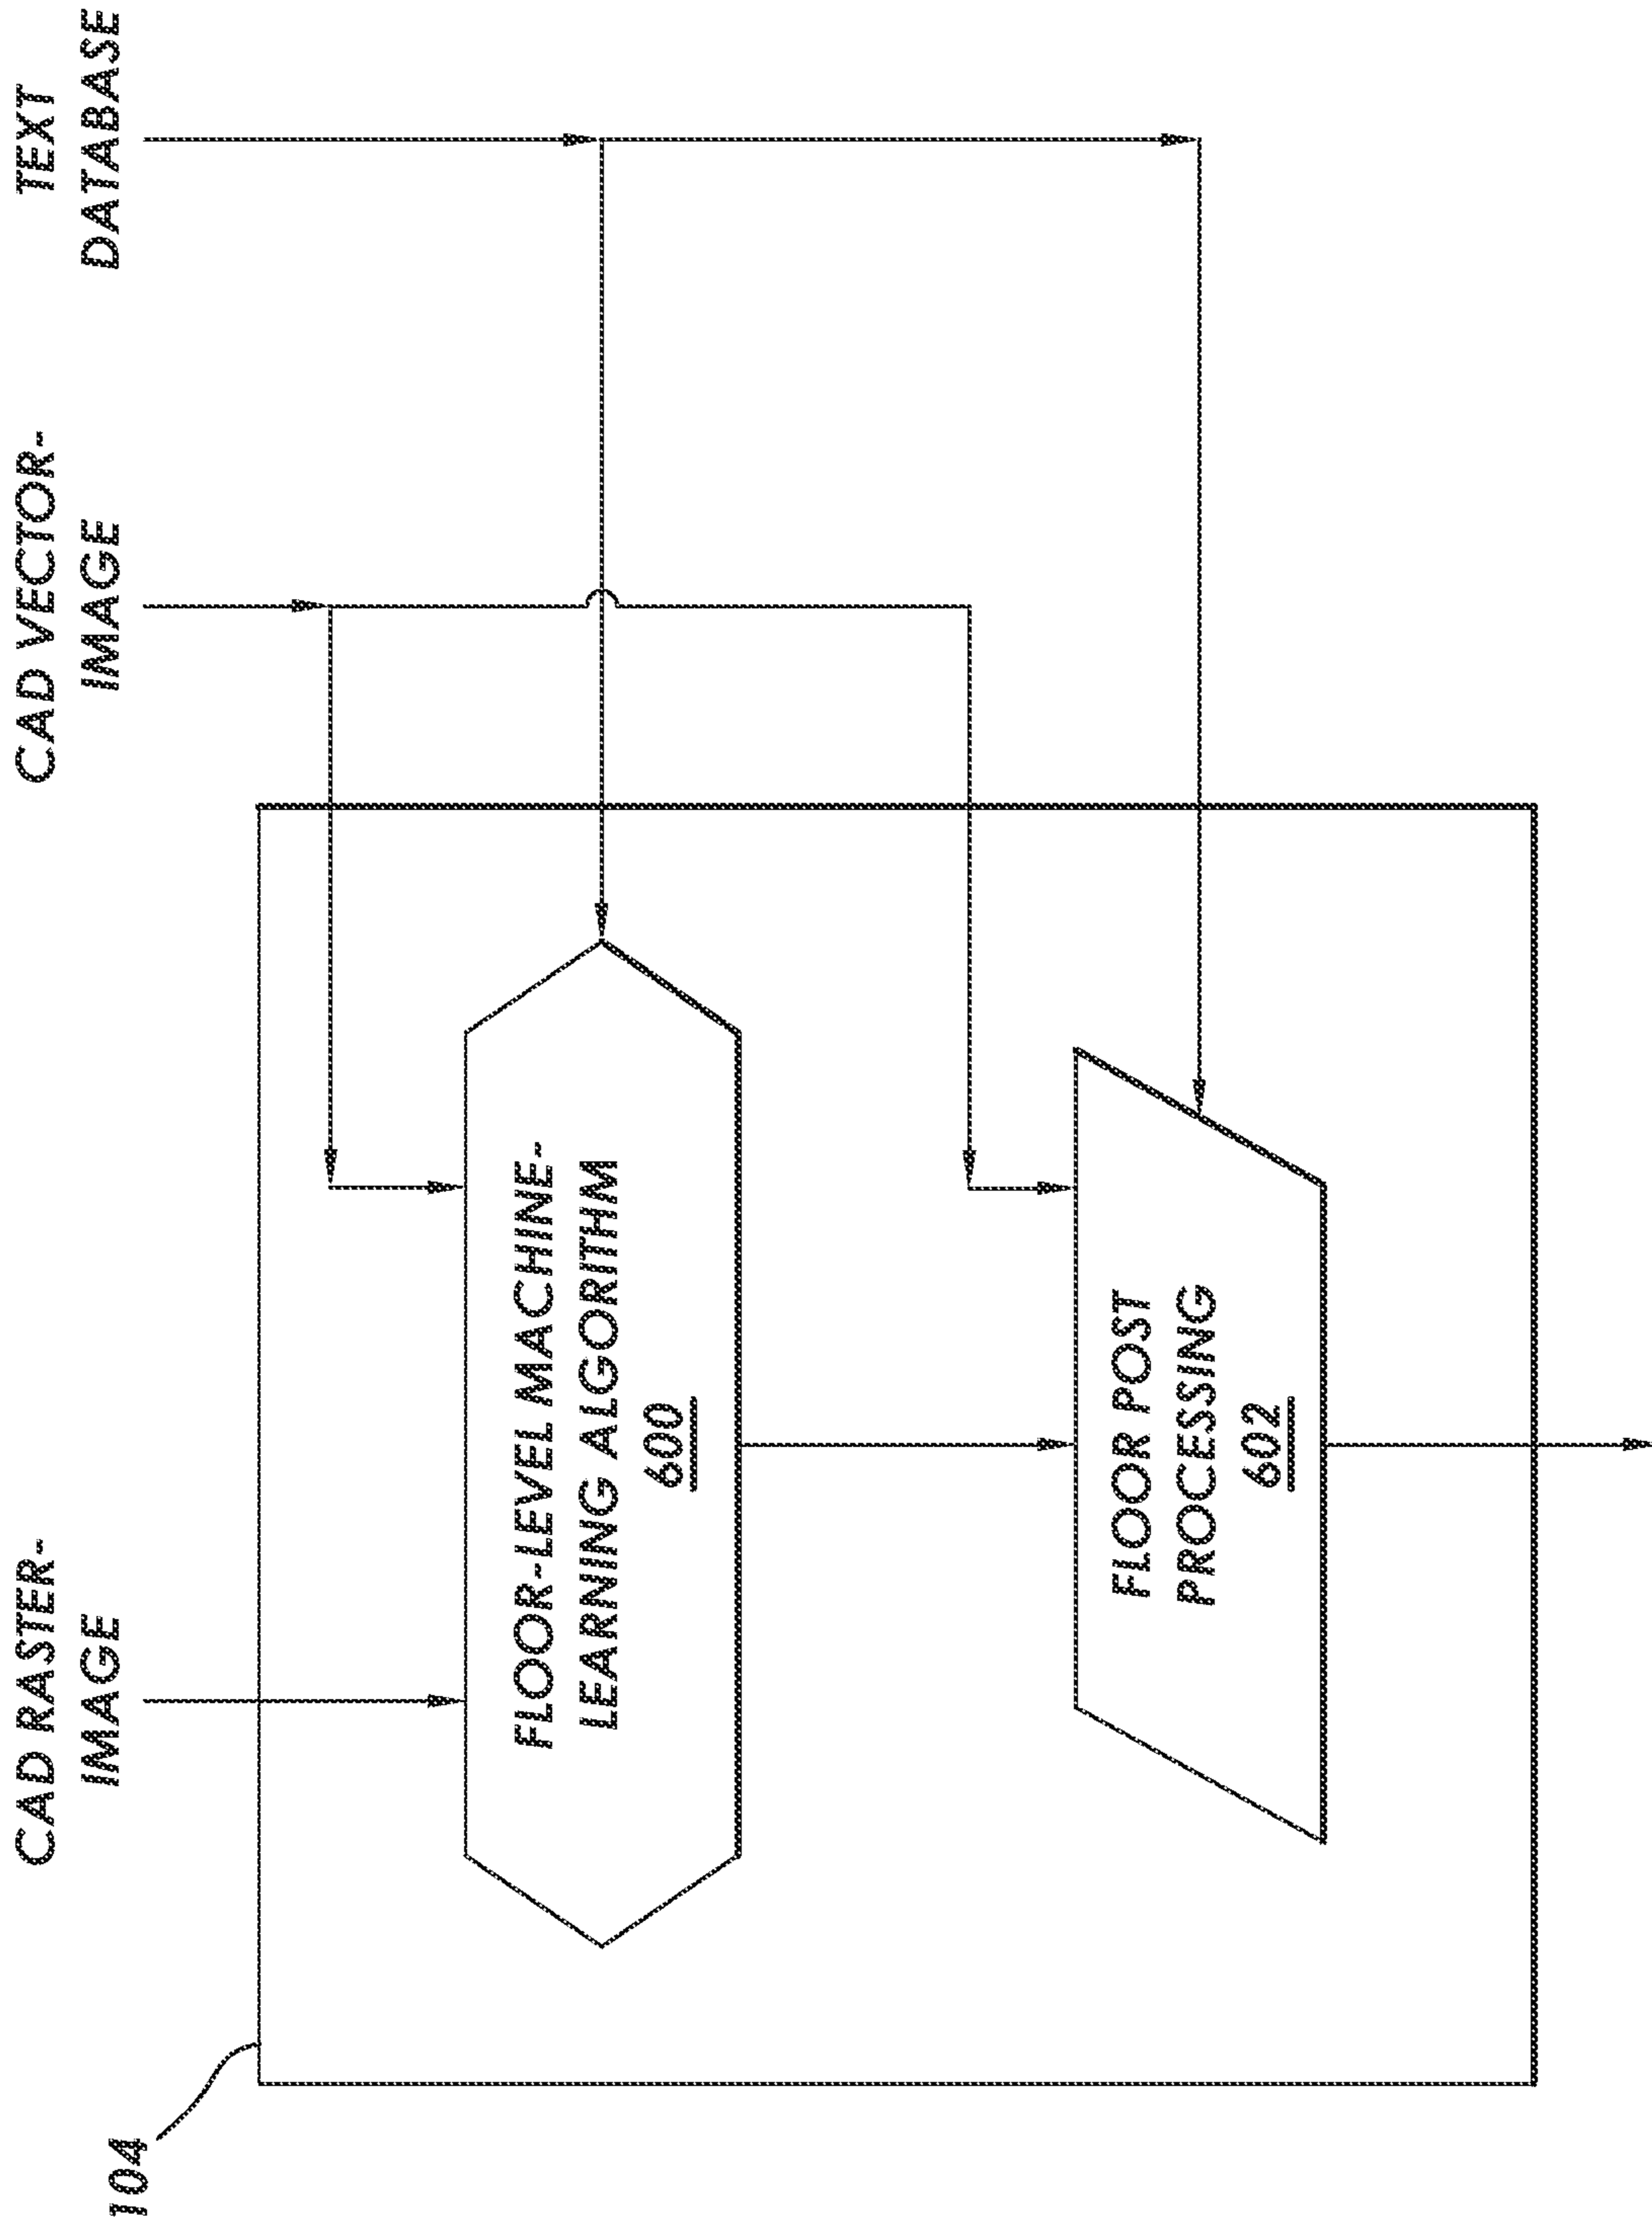 104
CAD RASTER-
IMAGE
CAD VECTOR-
IMAGE
TEXT
DATABASE
FLOOR-LEVEL MACHINE-
LEARNING ALGORITHM
600
FLOOR POST
PROCESSING
602